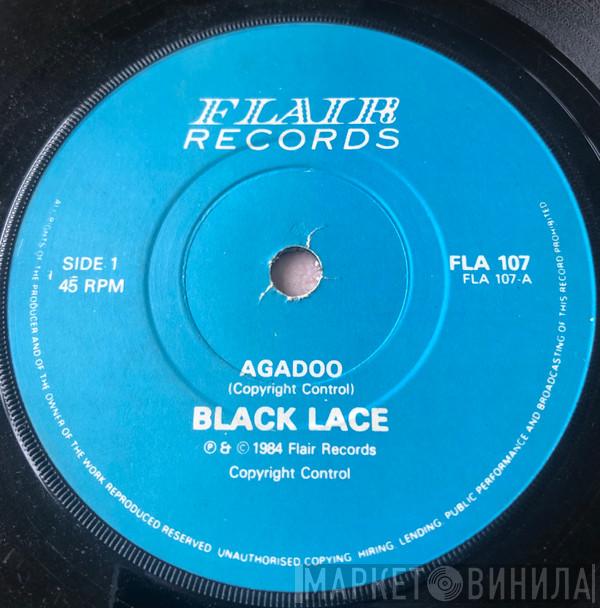 FLAIR
RECORDS
SIDE 1
45 RPM
FLA 107
FLA 107-A
AGADOO
(Copyright Control)
BLACK LACE
℗ & © 1984 Flair Records
Copyright Control
ALL RIGHTS OF THE PRODUCER AND OF THE OWNER OF THE WORK REPRODUCED RESERVED. UNAUTHORISED COPYING, HIRING, LENDING, PUBLIC PERFORMANCE AND BROADCASTING OF THIS RECORD PROHIBITED
МАРКЕТ ВИНИЛА